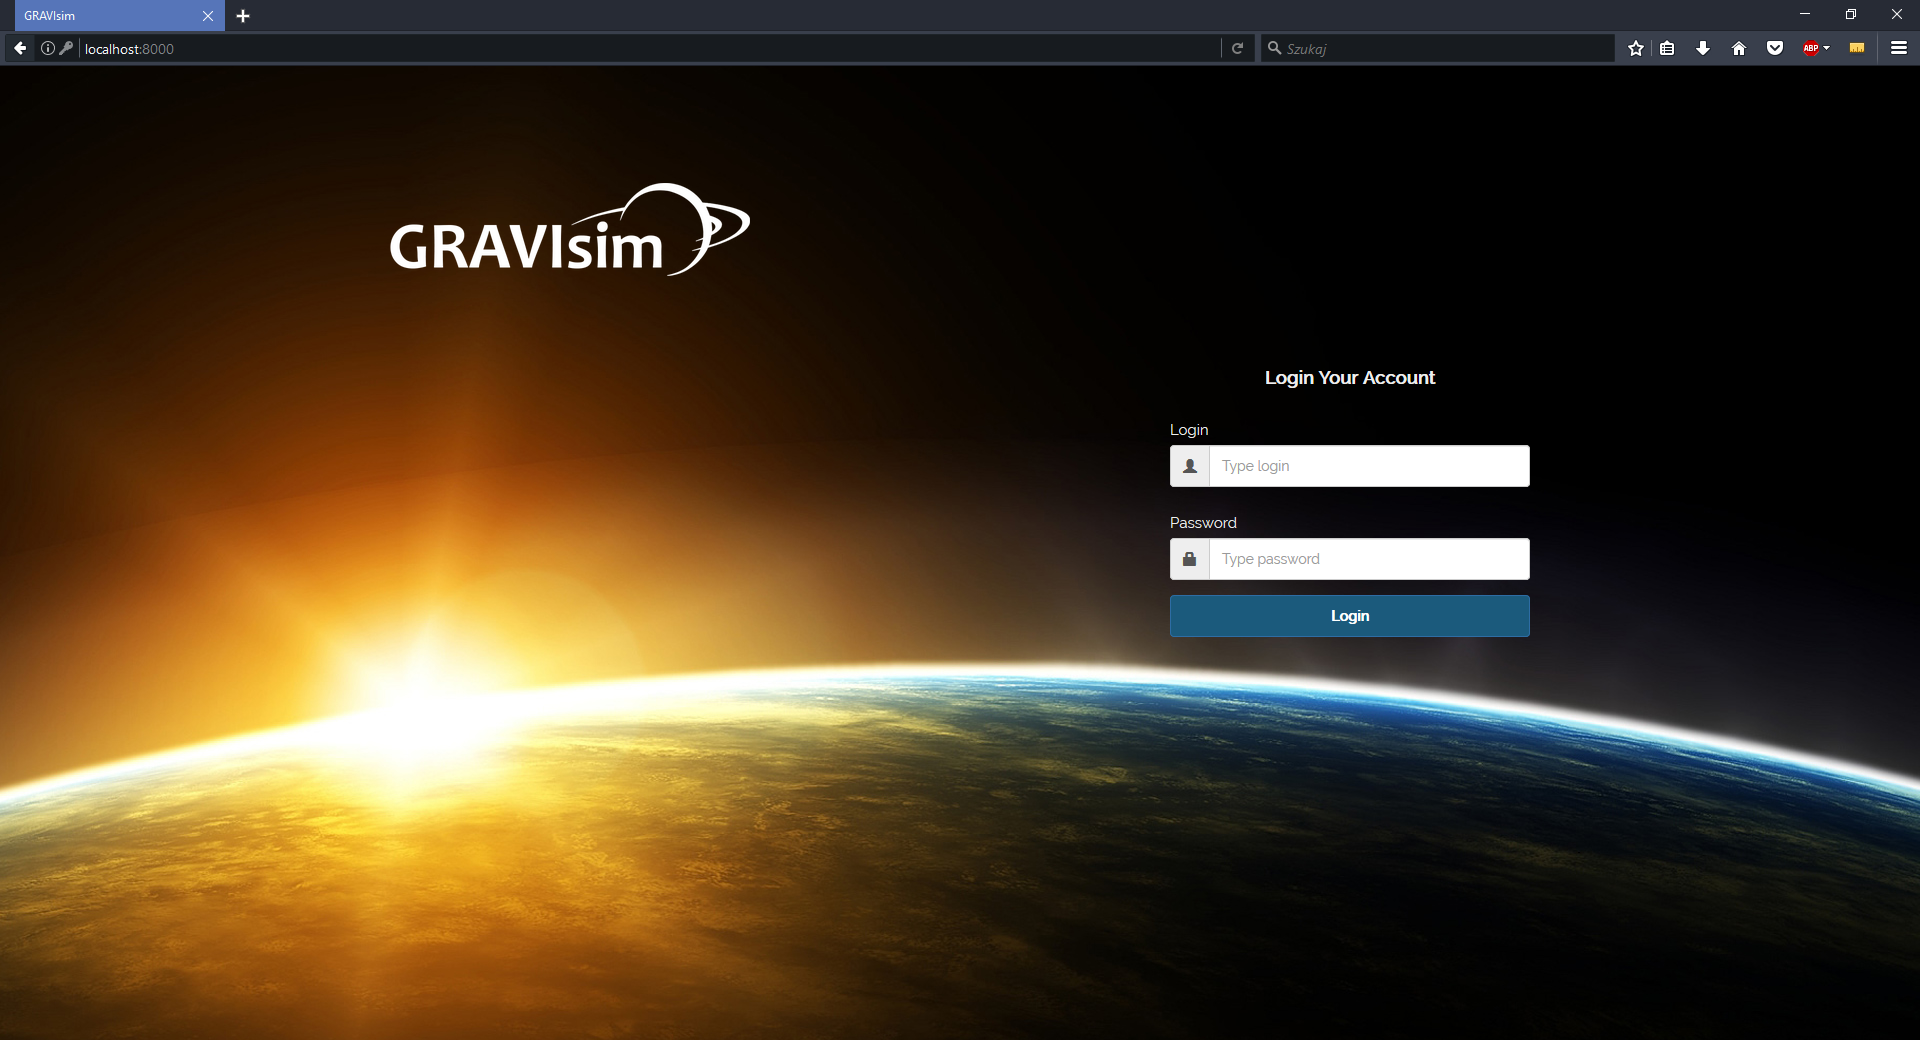 GRAVIsim
localhost:8000
Szukaj
ABP
GRAVIsim
Login Your Account
Login
Type login
Password
Type password
Login